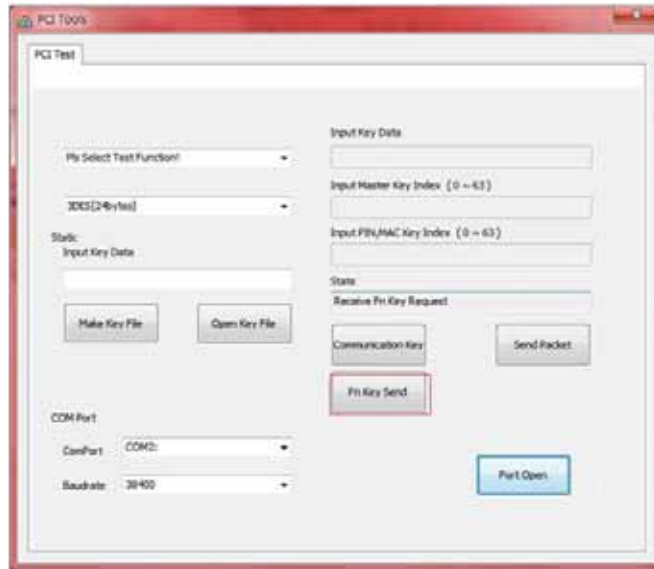 PCI Tools
PCI Test
Pls Select Test Function!
3DES(24bytes)
Static
Input Key Data
Make Key File
Open Key File
COM Port
ComPort
COM2:
Baudrate
38400
Input Key Data
Input Master Key Index (0 ~ 63)
Input PIN,MAC Key Index (0 ~ 63)
State
Receive Fn Key Request
Communication Key
Send Packet
Fn Key Send
Port Open